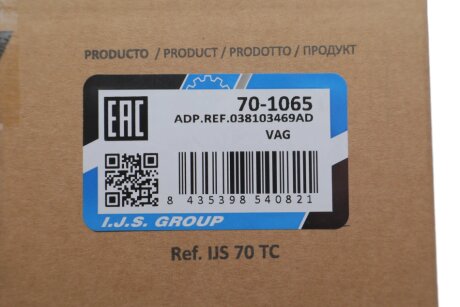 PRODUCTO / PRODUCT / PRODOTTO / ПРОДУКТ
EAC
70-1065
ADP.REF.038103469AD
VAG
8 435398 540821
I.J.S. GROUP
Ref. IJS 70 TC